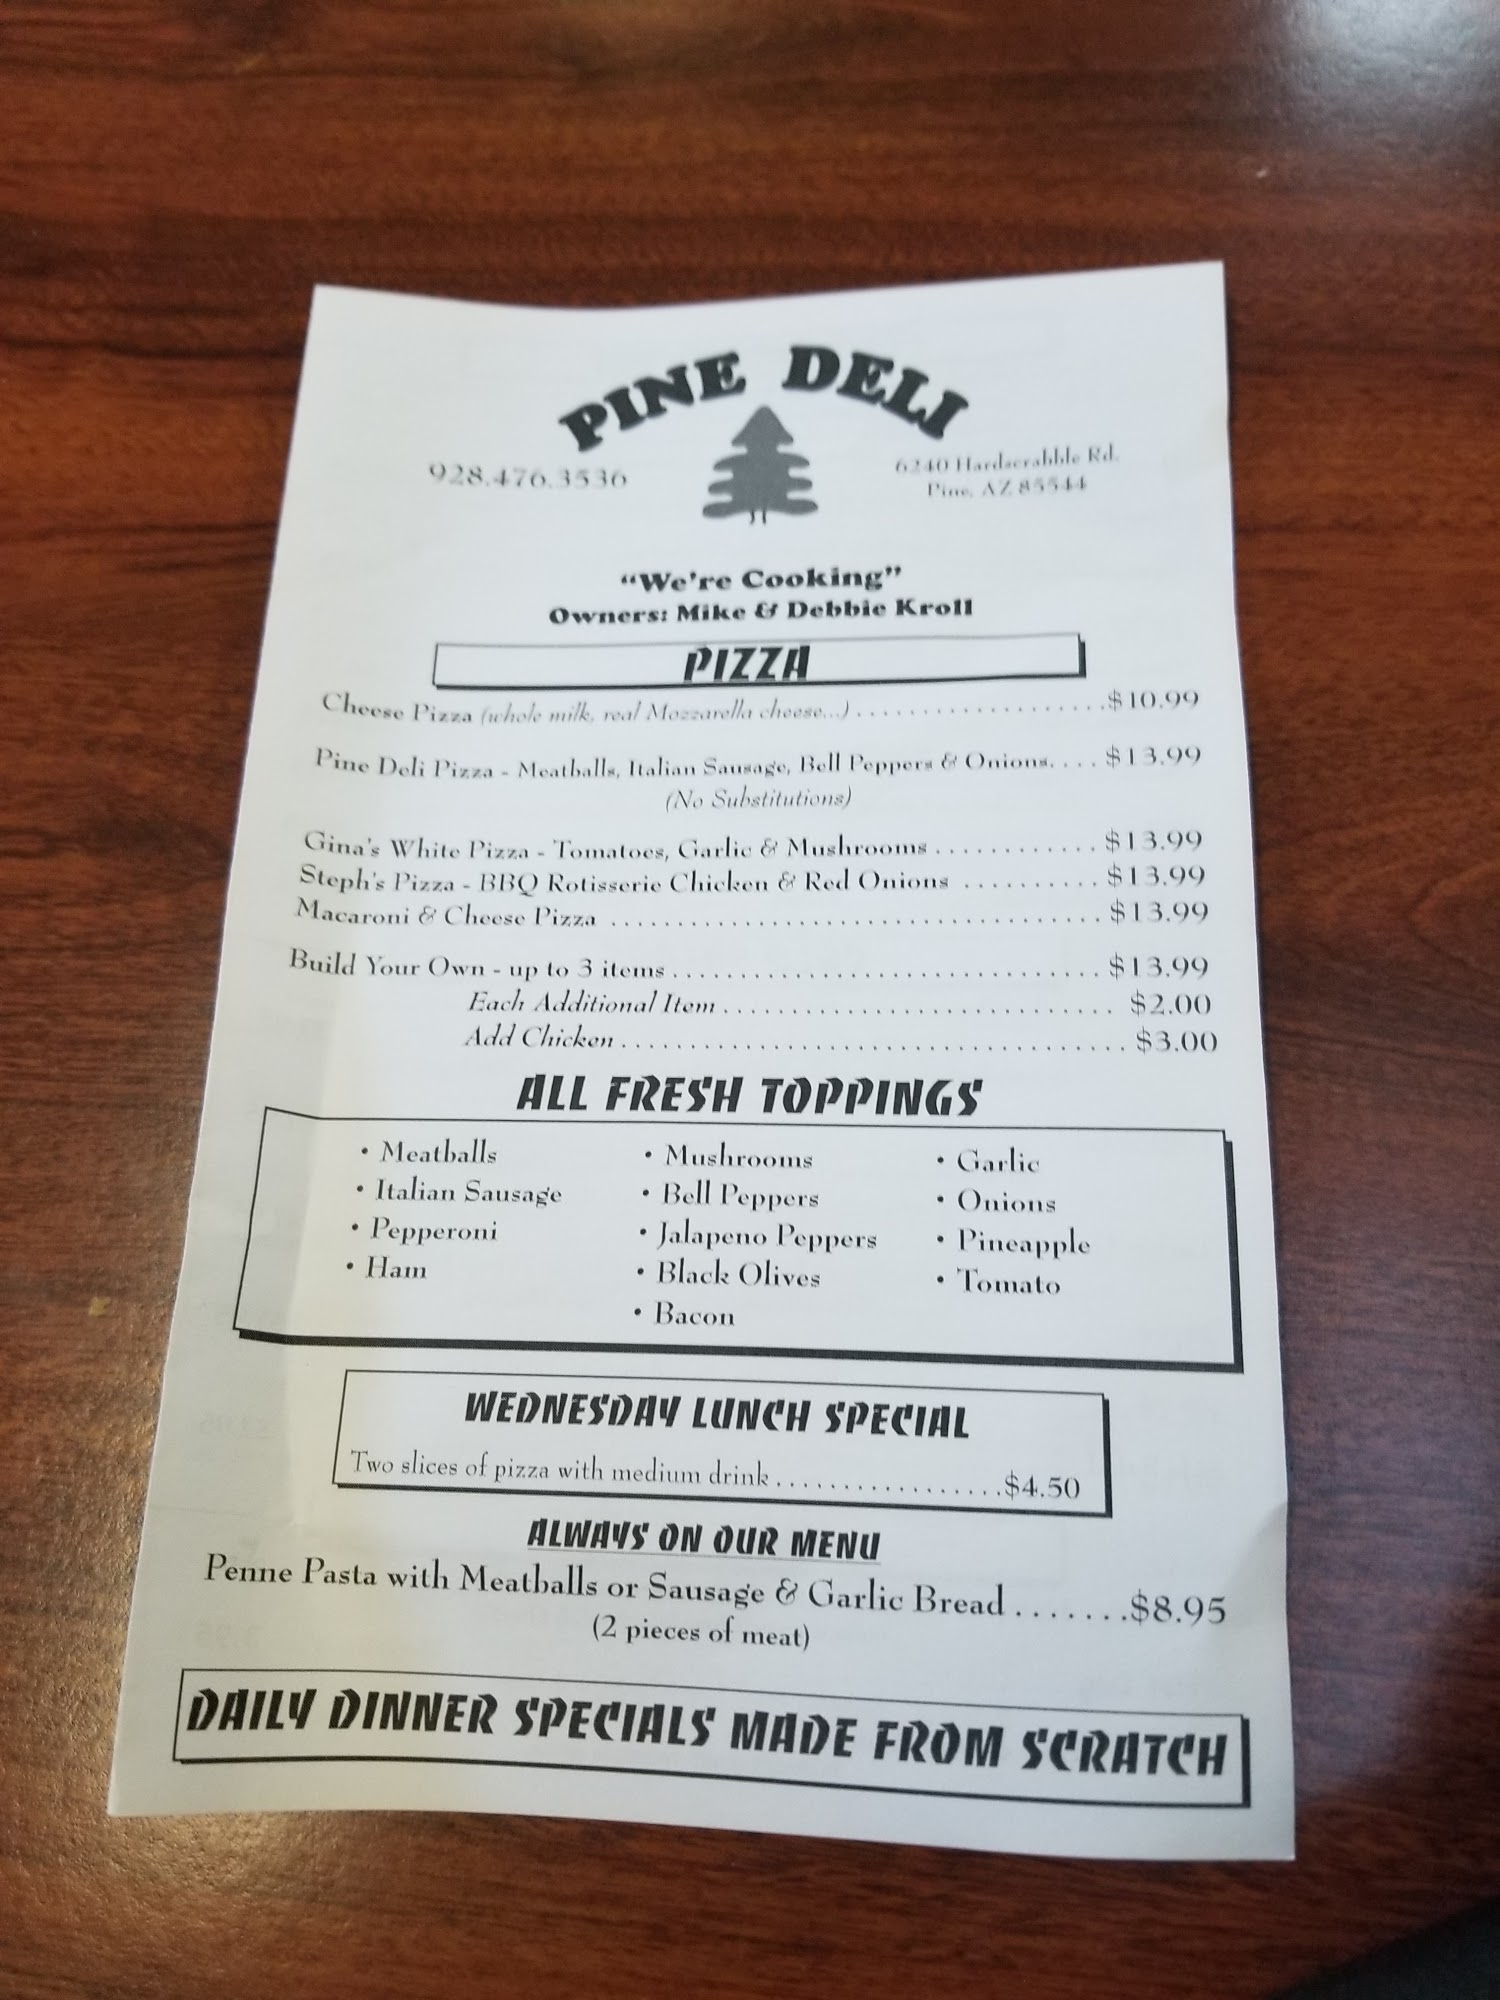 PINE DELI
928.476.3536
6240 Hardscrabble Rd.
Pine, AZ 85544
"We're Cooking"
Owners: Mike & Debbie Kroll
PIZZA
Cheese Pizza (whole milk, real Mozzarella cheese...) . . . . . . . . . . . . . . . . . . . $10.99
Pine Deli Pizza - Meatballs, Italian Sausage, Bell Peppers & Onions. . . . $13.99
(No Substitutions)
Gina's White Pizza - Tomatoes, Garlic & Mushrooms . . . . . . . . . . . . $13.99
Steph's Pizza - BBQ Rotisserie Chicken & Red Onions . . . . . . . . . . $13.99
Macaroni & Cheese Pizza . . . . . . . . . . . . . . . . . . . . . . . . . . . . . . . . . . . . . $13.99
Build Your Own - up to 3 items . . . . . . . . . . . . . . . . . . . . . . . . . . . . . . . . $13.99
Each Additional Item . . . . . . . . . . . . . . . . . . . . . . . . . . . . . $2.00
Add Chicken . . . . . . . . . . . . . . . . . . . . . . . . . . . . . . . . . . . . . . $3.00
ALL FRESH TOPPINGS
• Meatballs
• Italian Sausage
• Pepperoni
• Ham
• Mushrooms
• Bell Peppers
• Jalapeno Peppers
• Black Olives
• Bacon
• Garlic
• Onions
• Pineapple
• Tomato
WEDNESDAY LUNCH SPECIAL
Two slices of pizza with medium drink . . . . . . . . . . . . . . . . . $4.50
ALWAYS ON OUR MENU
Penne Pasta with Meatballs or Sausage & Garlic Bread . . . . . . . $8.95
(2 pieces of meat)
DAILY DINNER SPECIALS MADE FROM SCRATCH